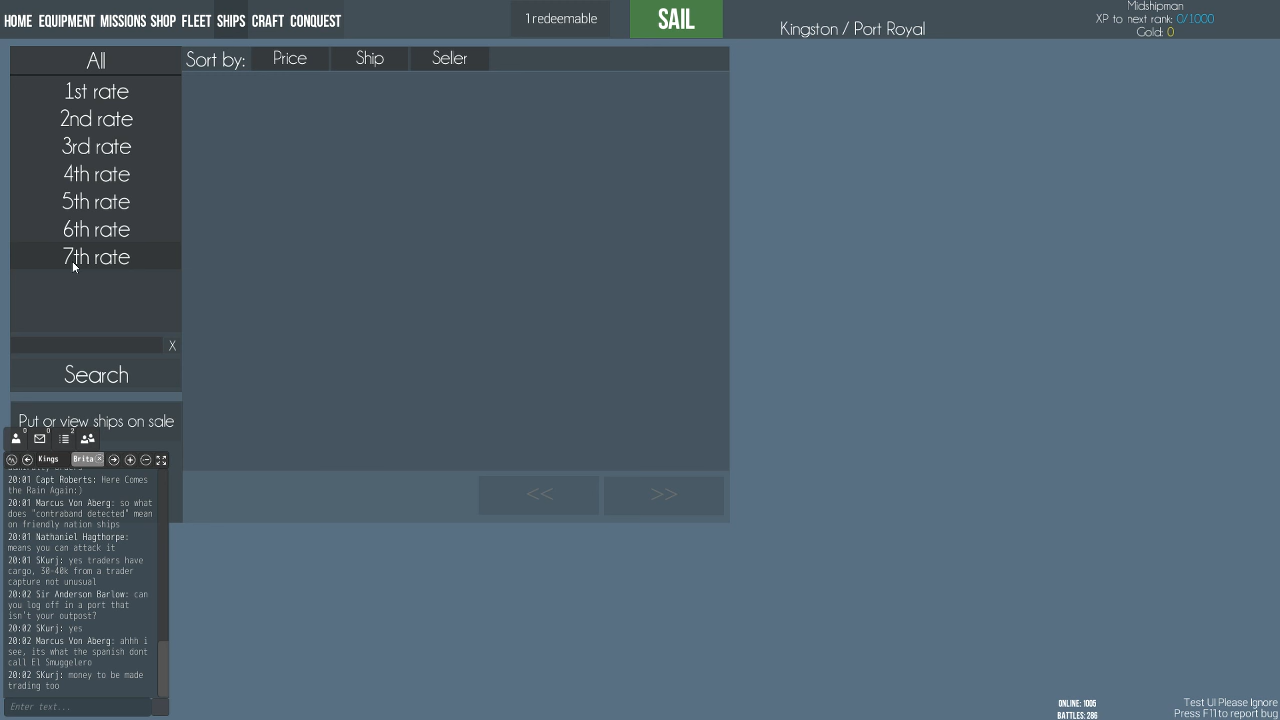 HOME EQUIPMENT MISSIONS SHOP FLEET SHIPS CRAFT CONQUEST
1 redeemable
SAIL
Kingston / Port Royal
Midshipman
XP to next rank: 0/1000
Gold: 0
All
Sort by: Price Ship Seller
1st rate
2nd rate
3rd rate
4th rate
5th rate
6th rate
7th rate
X
Search
Put or view ships on sale
<< >>
0 0 2
Kings Brita X
20:01 Capt Roberts: Here Comes
the Rain Again:)
20:01 Marcus Von Aberg: so what
does "contraband detected" mean
on friendly nation ships
20:01 Nathaniel Hagthorpe:
means you can attack it
20:01 SKurj: yes traders have
cargo, 30-40k from a trader
capture not unusual
20:02 Sir Anderson Barlow: can
you log off in a port that
isn't your outpost?
20:02 SKurj: yes
20:02 Marcus Von Aberg: ahhh i
see, its what the spanish dont
call El Smuggelero
20:02 SKurj: money to be made
trading too
Enter text...
ONLINE: 1005
BATTLES: 286
Test UI Please Ignore
Press F11 to report bug